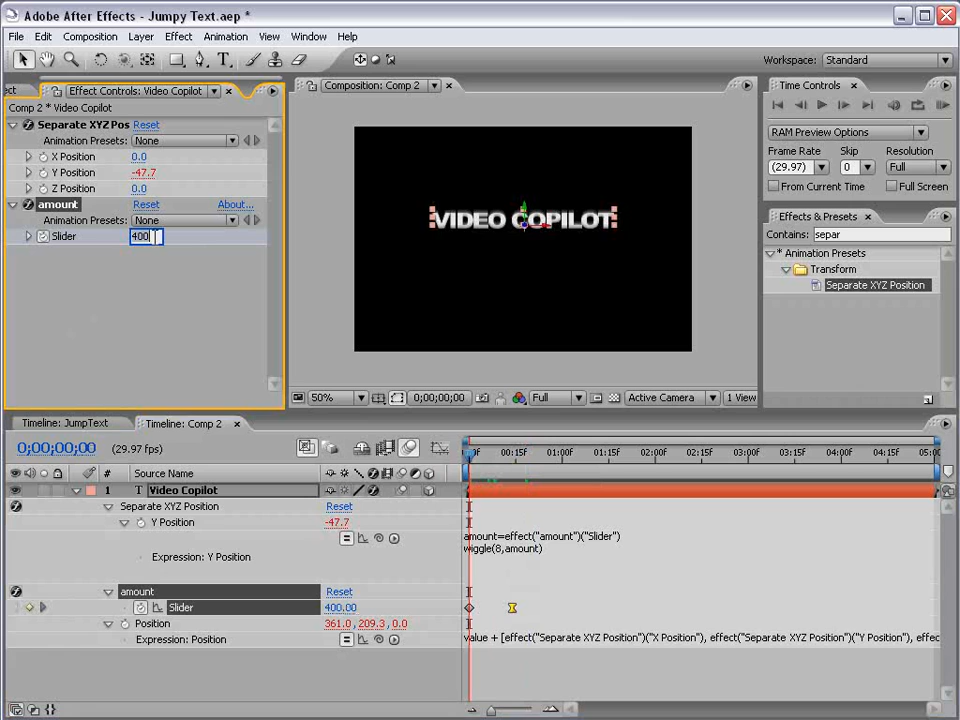 Adobe After Effects - Jumpy Text.aep *
File Edit Composition Layer Effect Animation View Window Help
Workspace: Standard
ect Effect Controls: Video Copilot
Comp 2 * Video Copilot
Separate XYZ Pos Reset
Animation Presets: None
X Position 0.0
Y Position -47.7
Z Position 0.0
amount Reset About...
Animation Presets: None
Slider 400
Composition: Comp 2
VIDEO COPILOT
50% 0;00;00;00 Full Active Camera 1 View
Time Controls
RAM Preview Options
Frame Rate Skip Resolution
(29.97) 0 Full
From Current Time Full Screen
Effects & Presets
Contains: separ
* Animation Presets
Transform
Separate XYZ Position
Timeline: JumpText Timeline: Comp 2
0;00;00;00 (29.97 fps)
00:15F 01:00F 01:15F 02:00F 02:15F 03:00F 03:15F 04:00F 04:15F 05:00
# Source Name
1 T Video Copilot
Separate XYZ Position Reset
Y Position -47.7
Expression: Y Position
amount=effect("amount")("Slider")
wiggle(8,amount)
amount Reset
Slider 400.00
Position 361.0, 209.3, 0.0
Expression: Position
value + [effect("Separate XYZ Position")("X Position"), effect("Separate XYZ Position")("Y Position"), effec